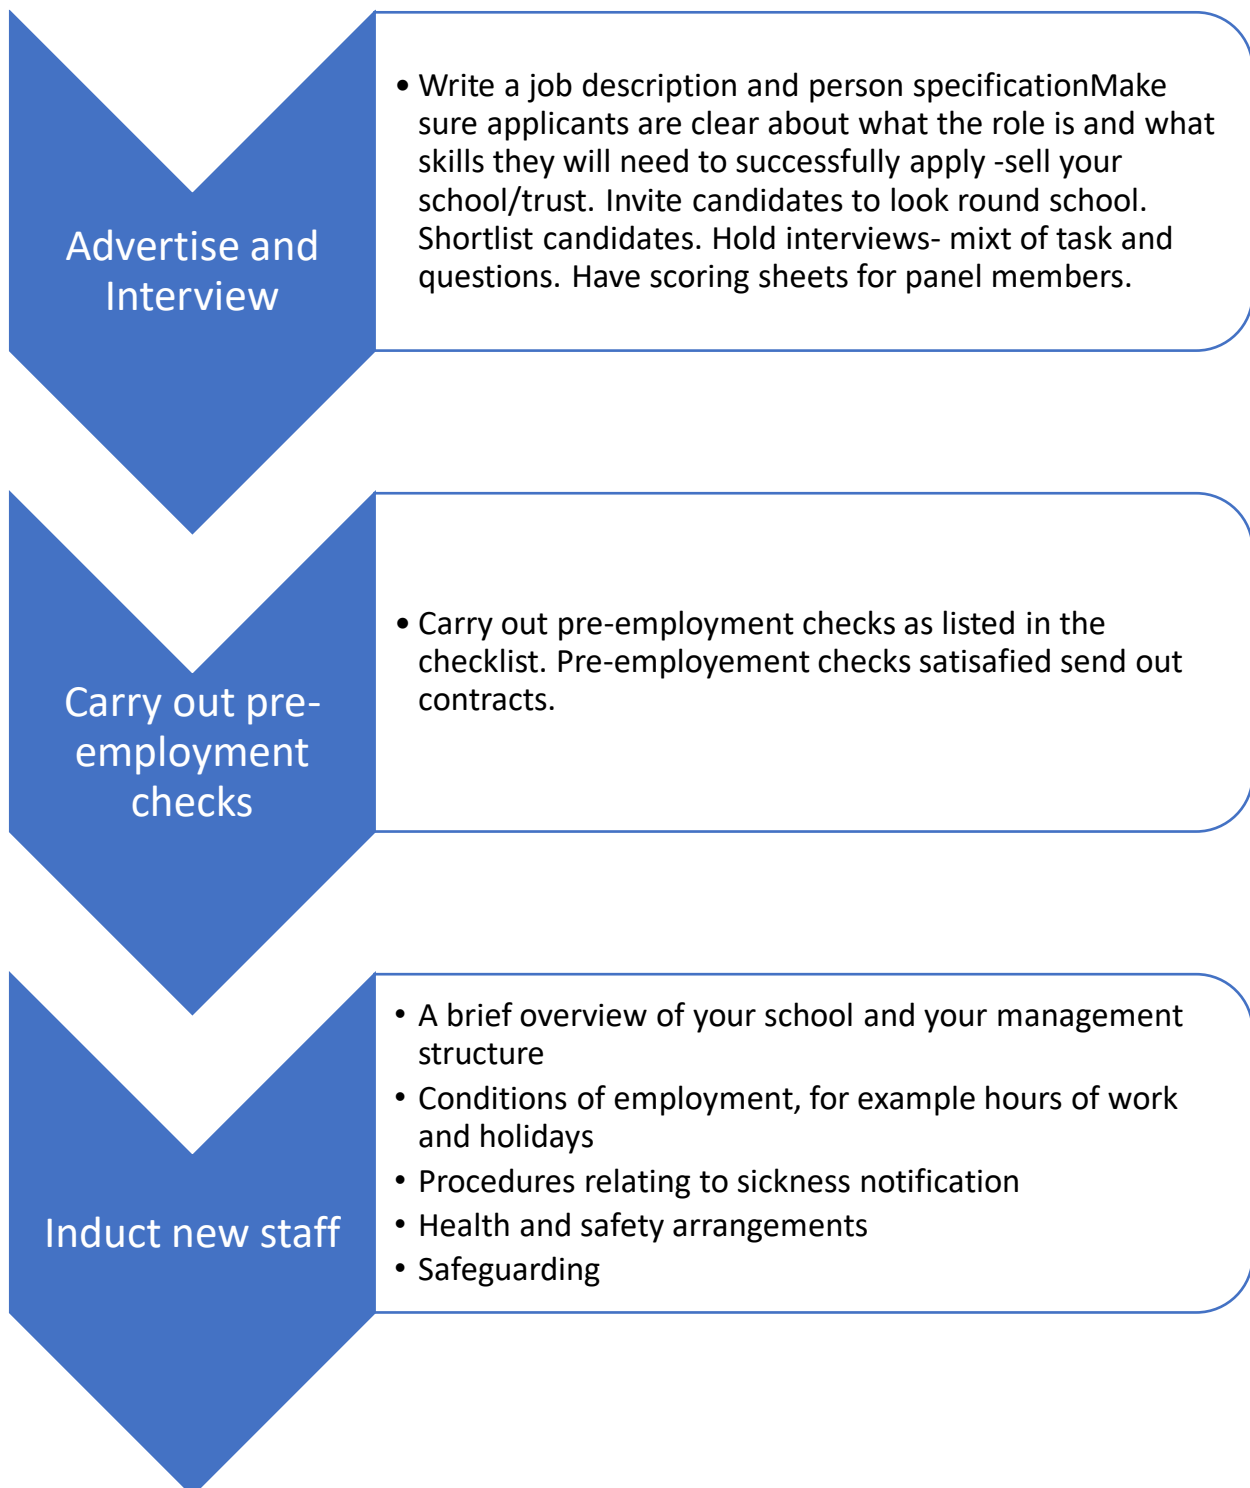 Advertise and
Interview
• Write a job description and person specificationMake
sure applicants are clear about what the role is and what
skills they will need to successfully apply -sell your
school/trust. Invite candidates to look round school.
Shortlist candidates. Hold interviews- mixt of task and
questions. Have scoring sheets for panel members.
Carry out pre-
employment
checks
• Carry out pre-employment checks as listed in the
checklist. Pre-employement checks satisafied send out
contracts.
Induct new staff
• A brief overview of your school and your management
structure
• Conditions of employment, for example hours of work
and holidays
• Procedures relating to sickness notification
• Health and safety arrangements
• Safeguarding